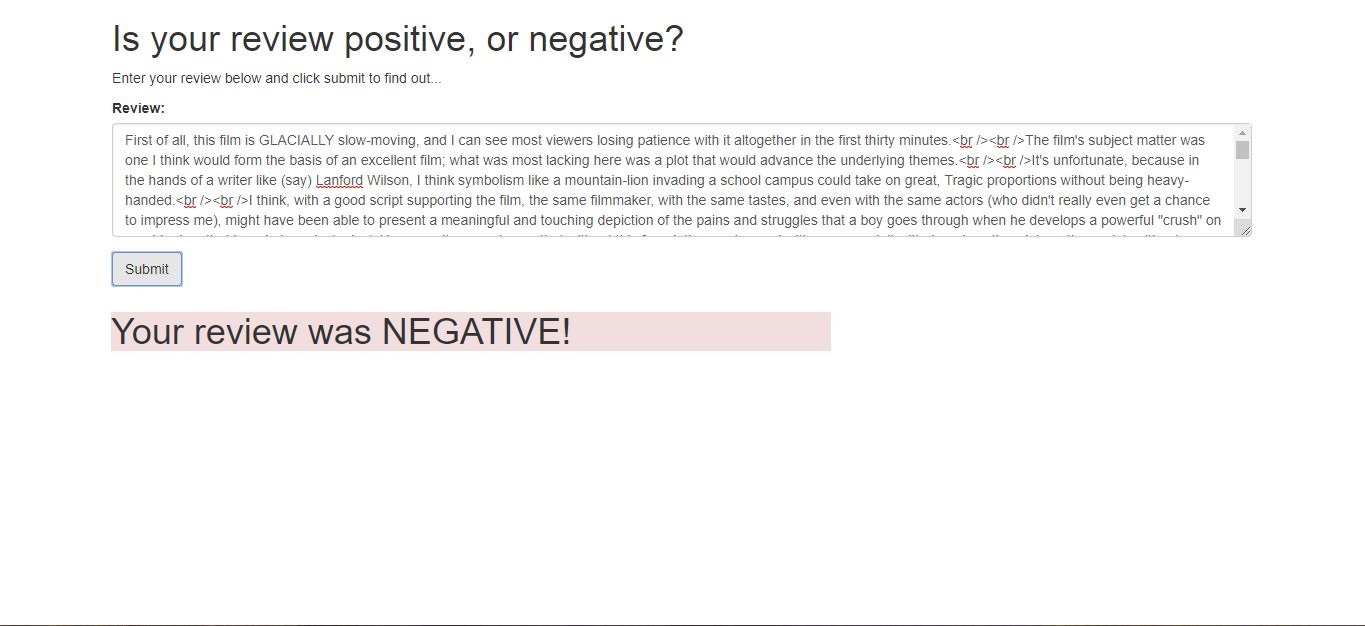 Is your review positive, or negative?
Enter your review below and click submit to find out...
Review:
First of all, this film is GLACIALLY slow-moving, and I can see most viewers losing patience with it altogether in the first thirty minutes.<br /><br />The film's subject matter was
one I think would form the basis of an excellent film; what was most lacking here was a plot that would advance the underlying themes.<br /><br />It's unfortunate, because in
the hands of a writer like (say) Lanford Wilson, I think symbolism like a mountain-lion invading a school campus could take on great, Tragic proportions without being heavy-
handed.<br /><br />I think, with a good script supporting the film, the same filmmaker, with the same tastes, and even with the same actors (who didn't really even get a chance
to impress me), might have been able to present a meaningful and touching depiction of the pains and struggles that a boy goes through when he develops a powerful "crush" on
Submit
Your review was NEGATIVE!